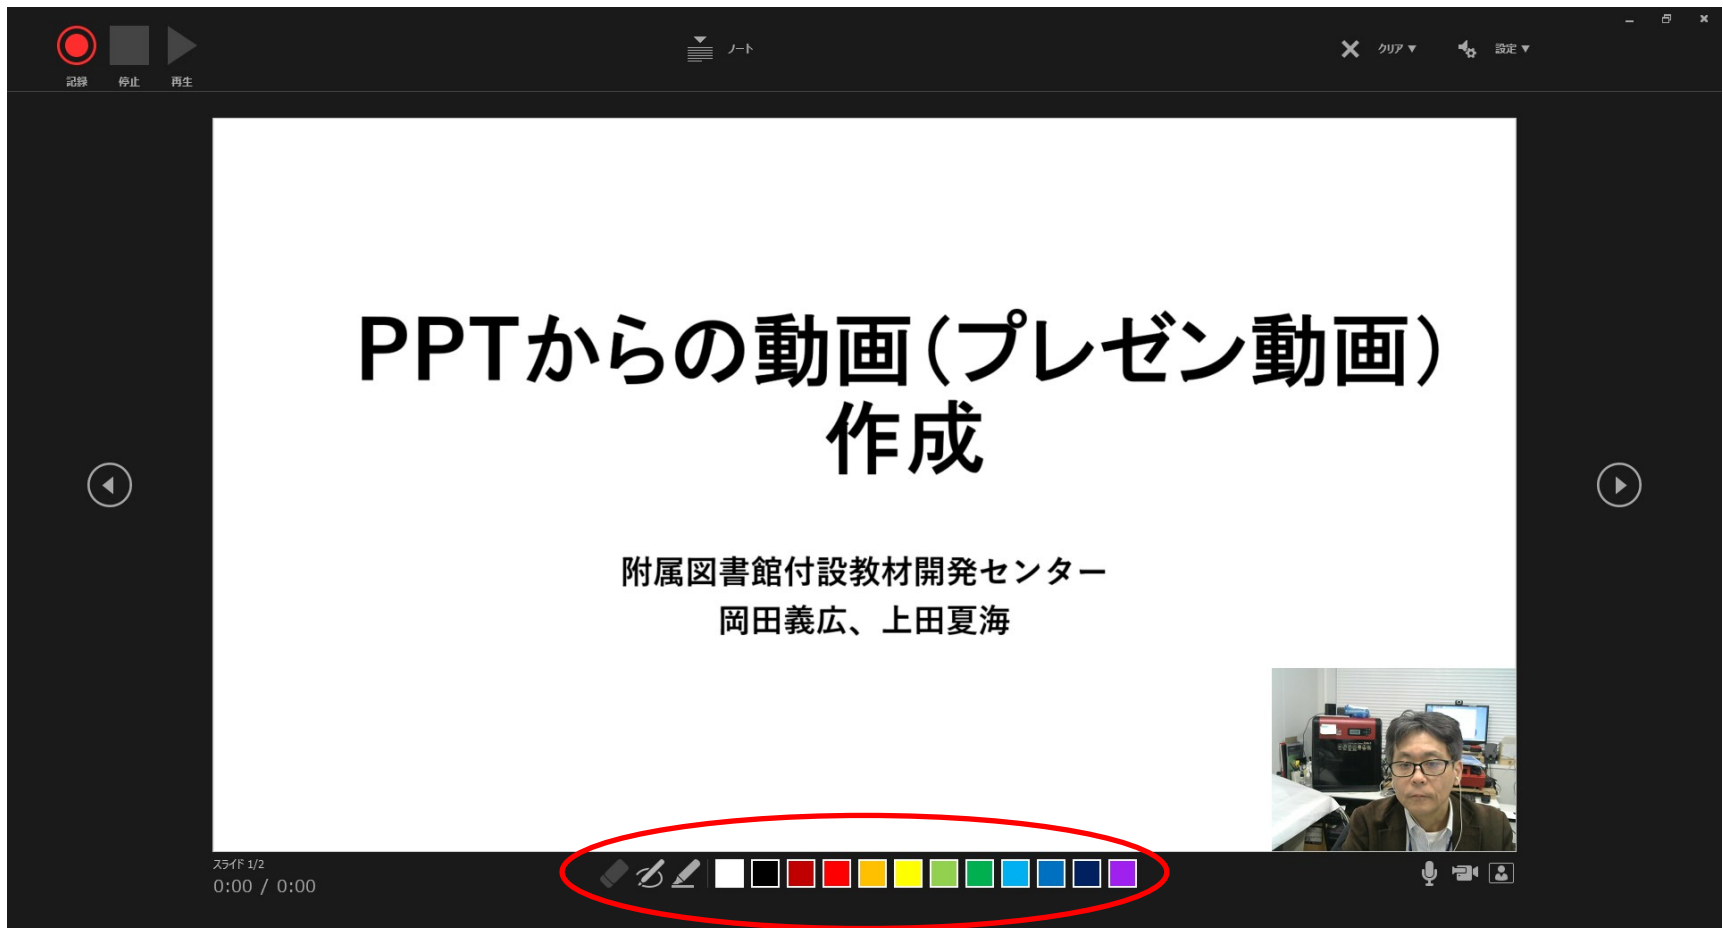 記録
停止
再生
ノート
クリア▼
設定▼
PPTからの動画(プレゼン動画)
作成
附属図書館付設教材開発センター
岡田義広、上田夏海
スライド 1/2
0:00 / 0:00